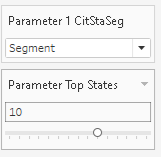 Parameter 1 CitStaSeg
Segment
Parameter Top States
10